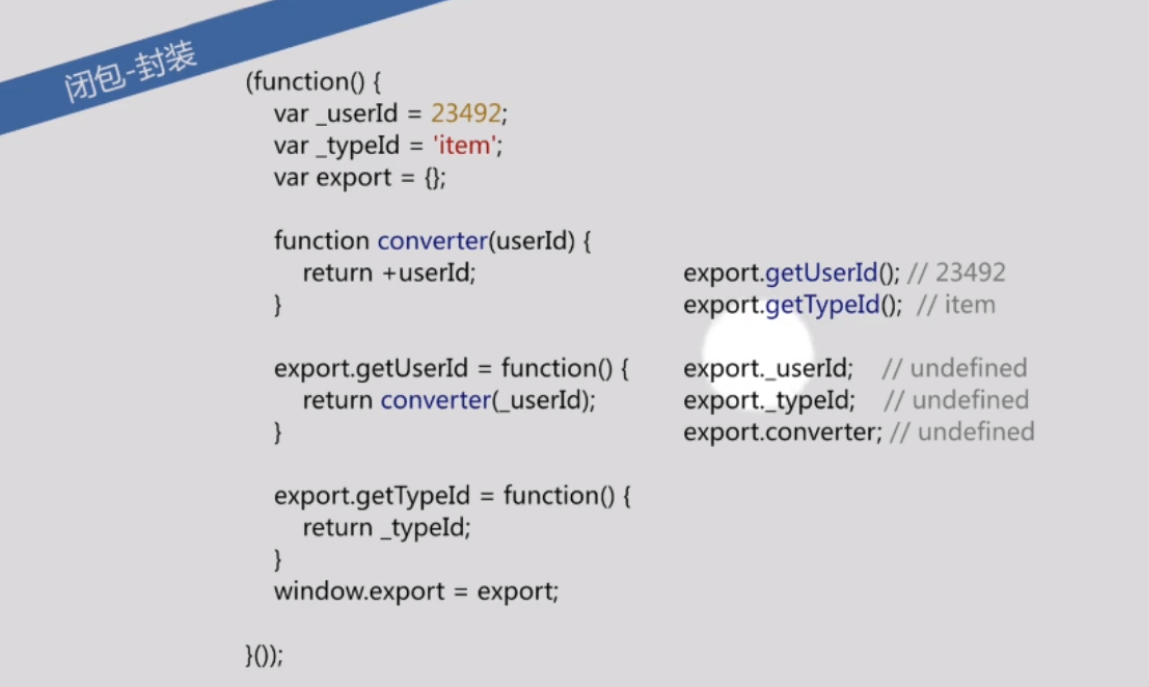 闭包-封装
(function() {
var _userId = 23492;
var _typeId = 'item';
var export = {};
function converter(userId) {
return +userId;
}
export.getUserId = function() {
return converter(_userId);
}
export.getTypeId = function() {
return _typeId;
}
window.export = export;
}());
export.getUserId(); // 23492
export.getTypeId(); // item
export._userId; // undefined
export._typeId; // undefined
export.converter; // undefined